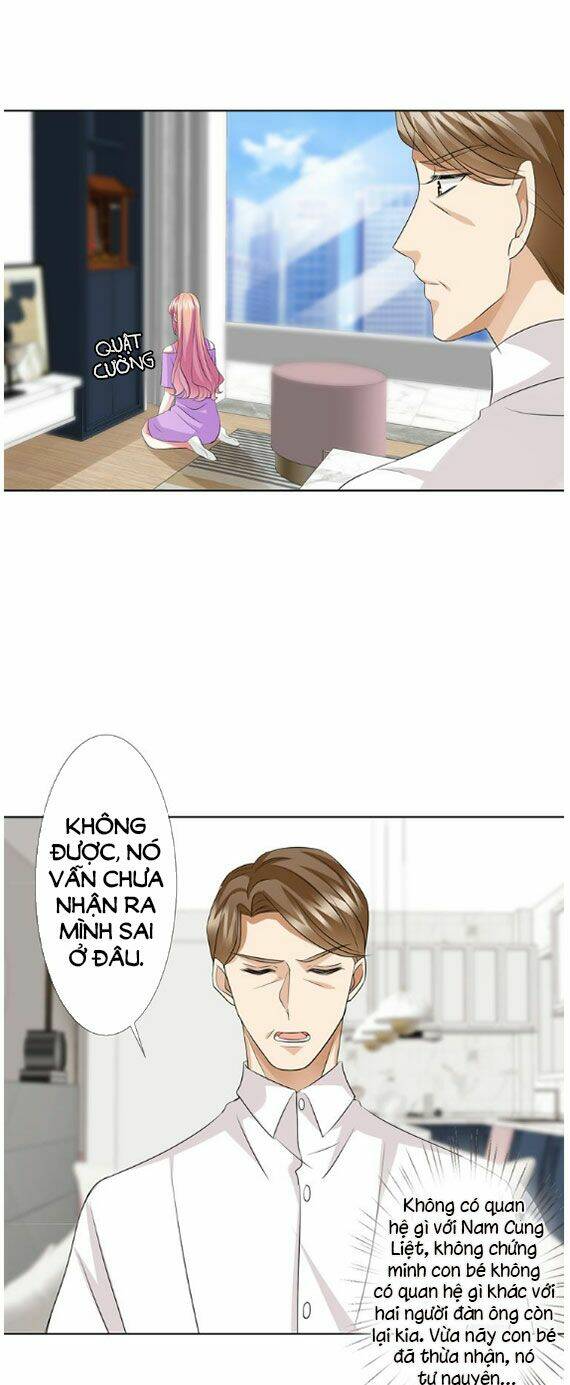 QUẬT
CƯỜNG
KHÔNG
ĐƯỢC, NÓ
VẪN CHƯA
NHẬN RA
MÌNH SAI
Ở ĐÂU.
Không có quan
hệ gì với Nam Cung
Liệt, không chứng
minh con bé không
có quan hệ gì khác với
hai người đàn ông còn
lại kia. Vừa nãy con bé
đã thừa nhận, nó
tự nguyện...